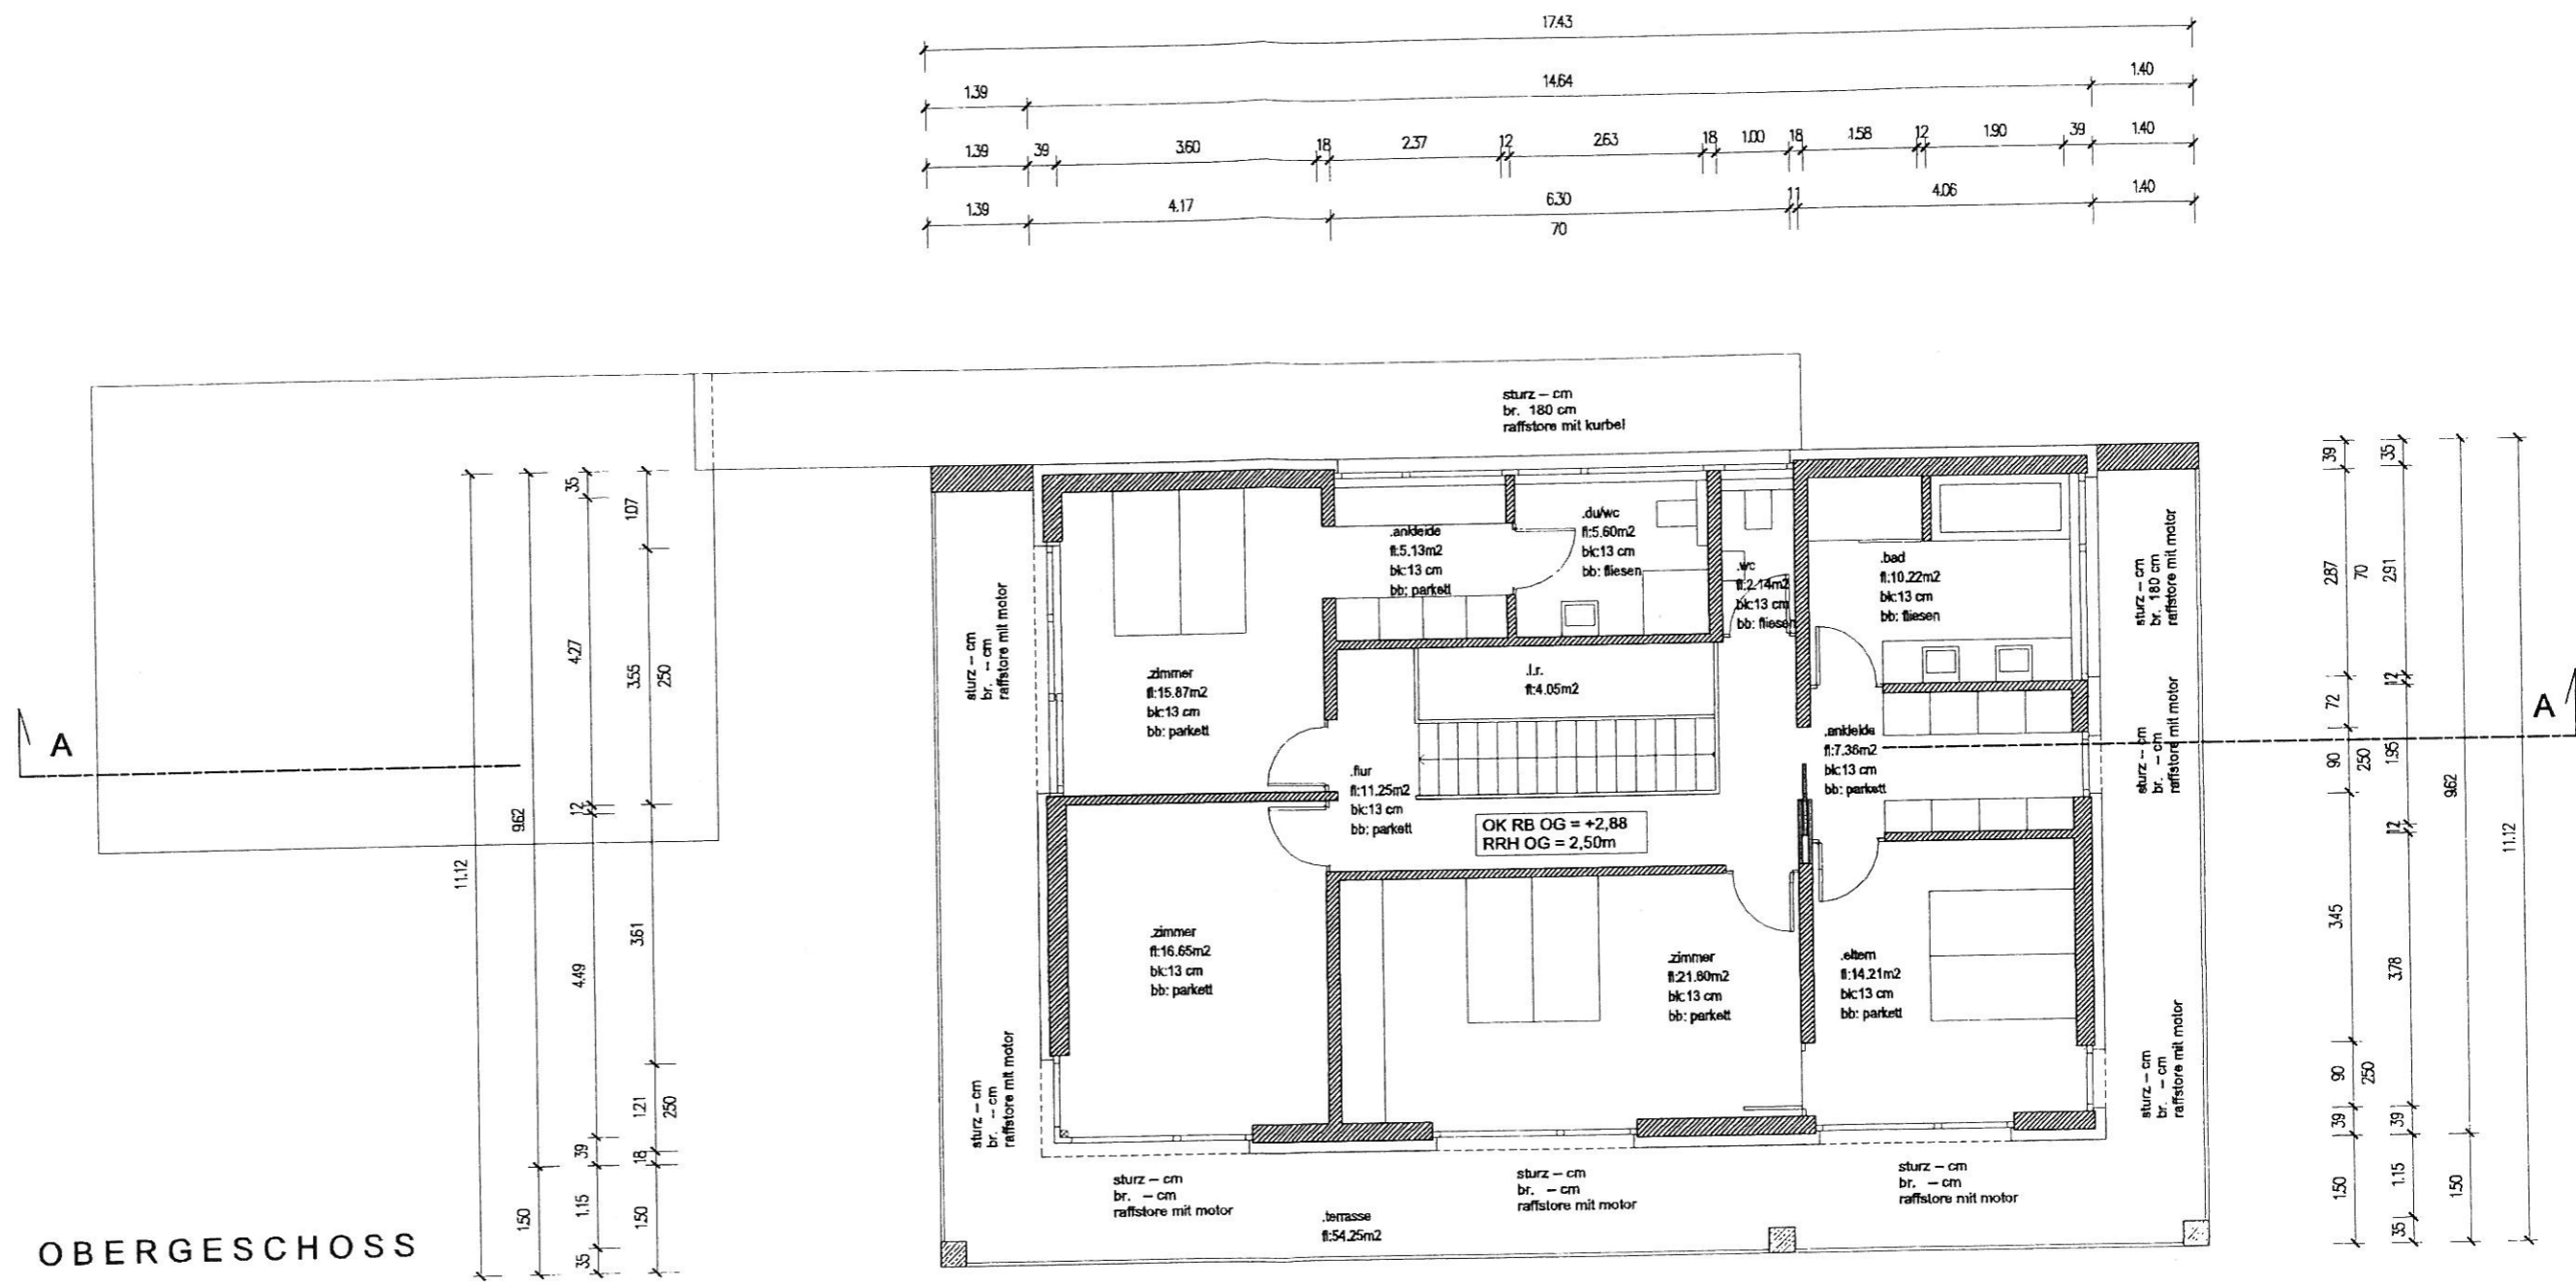 17.43
1.39 14.64 1.40
1.39 39 3.60 18 2.37 12 2.63 18 1.00 18 1.58 12 1.90 39 1.40
1.39 4.17 6.30 11 4.06 1.40
70
sturz – cm
br. 180 cm
raffstore mit kurbel
.ankleide
fl:5.13m2
bk:13 cm
bb: parkett
.du/wc
fl:5.60m2
bk:13 cm
bb: fliesen
.wc
fl:2.14m2
bk:13 cm
bb: fliesen
.bad
fl:10.22m2
bk:13 cm
bb: fliesen
.zimmer
fl:15.87m2
bk:13 cm
bb: parkett
.l.r.
fl:4.05m2
.flur
fl:11.25m2
bk:13 cm
bb: parkett
OK RB OG = +2,88
RRH OG = 2,50m
.ankleide
fl:7.36m2
bk:13 cm
bb: parkett
.zimmer
fl:16.65m2
bk:13 cm
bb: parkett
.zimmer
fl:21.80m2
bk:13 cm
bb: parkett
.eltern
fl:14.21m2
bk:13 cm
bb: parkett
sturz – cm
br. – cm
raffstore mit motor
sturz – cm
br. – cm
raffstore mit motor
sturz – cm
br. 180 cm
raffstore mit motor
sturz – cm
br. – cm
raffstore mit motor
sturz – cm
br. – cm
raffstore mit motor
sturz – cm
br. – cm
raffstore mit motor
sturz – cm
br. – cm
raffstore mit motor
sturz – cm
br. – cm
raffstore mit motor
.terrasse
fl:54.25m2
A
A
11.12
9.62
1.50
35
4.27
12
4.49
39
1.15
35
1.07
3.55
250
3.61
1.21
250
18
1.50
39
2.87
70
72
90
250
3.45
90
250
39
1.50
35
2.91
12
1.95
12
3.78
39
1.15
35
9.62
1.50
11.12
OBERGESCHOSS